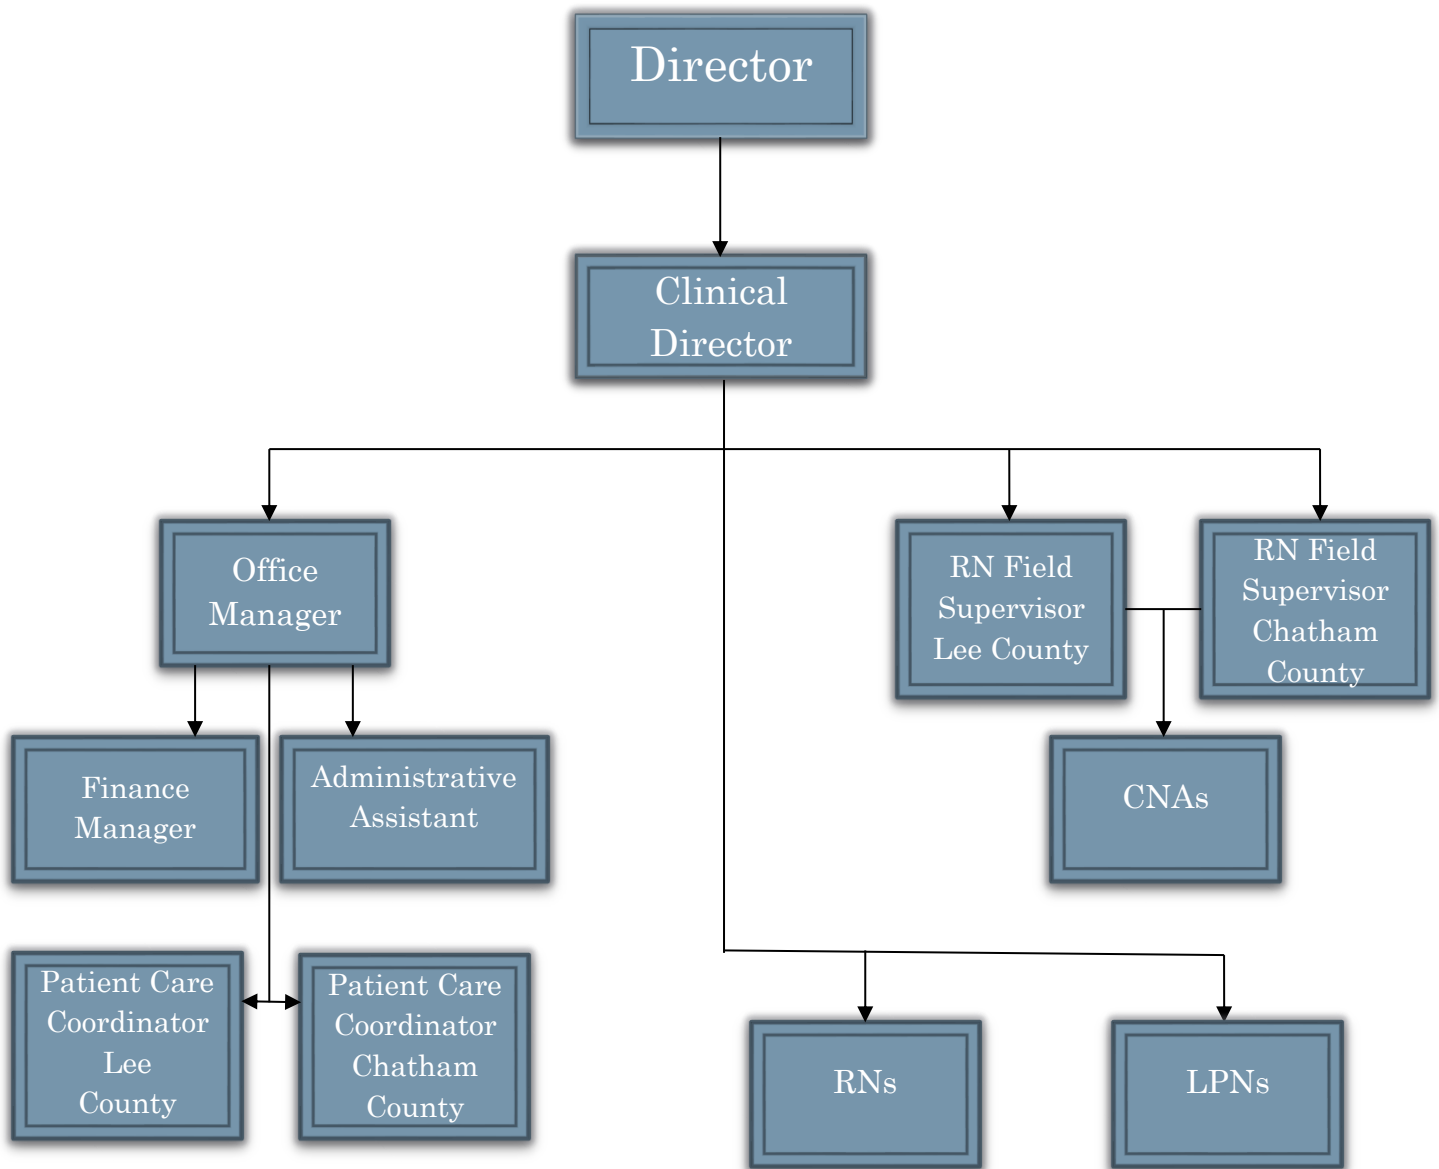 Director
Clinical
Director
Office
Manager
RN Field
Supervisor
Lee County
RN Field
Supervisor
Chatham
County
Finance
Manager
Administrative
Assistant
CNAs
Patient Care
Coordinator
Lee
County
Patient Care
Coordinator
Chatham
County
RNs
LPNs